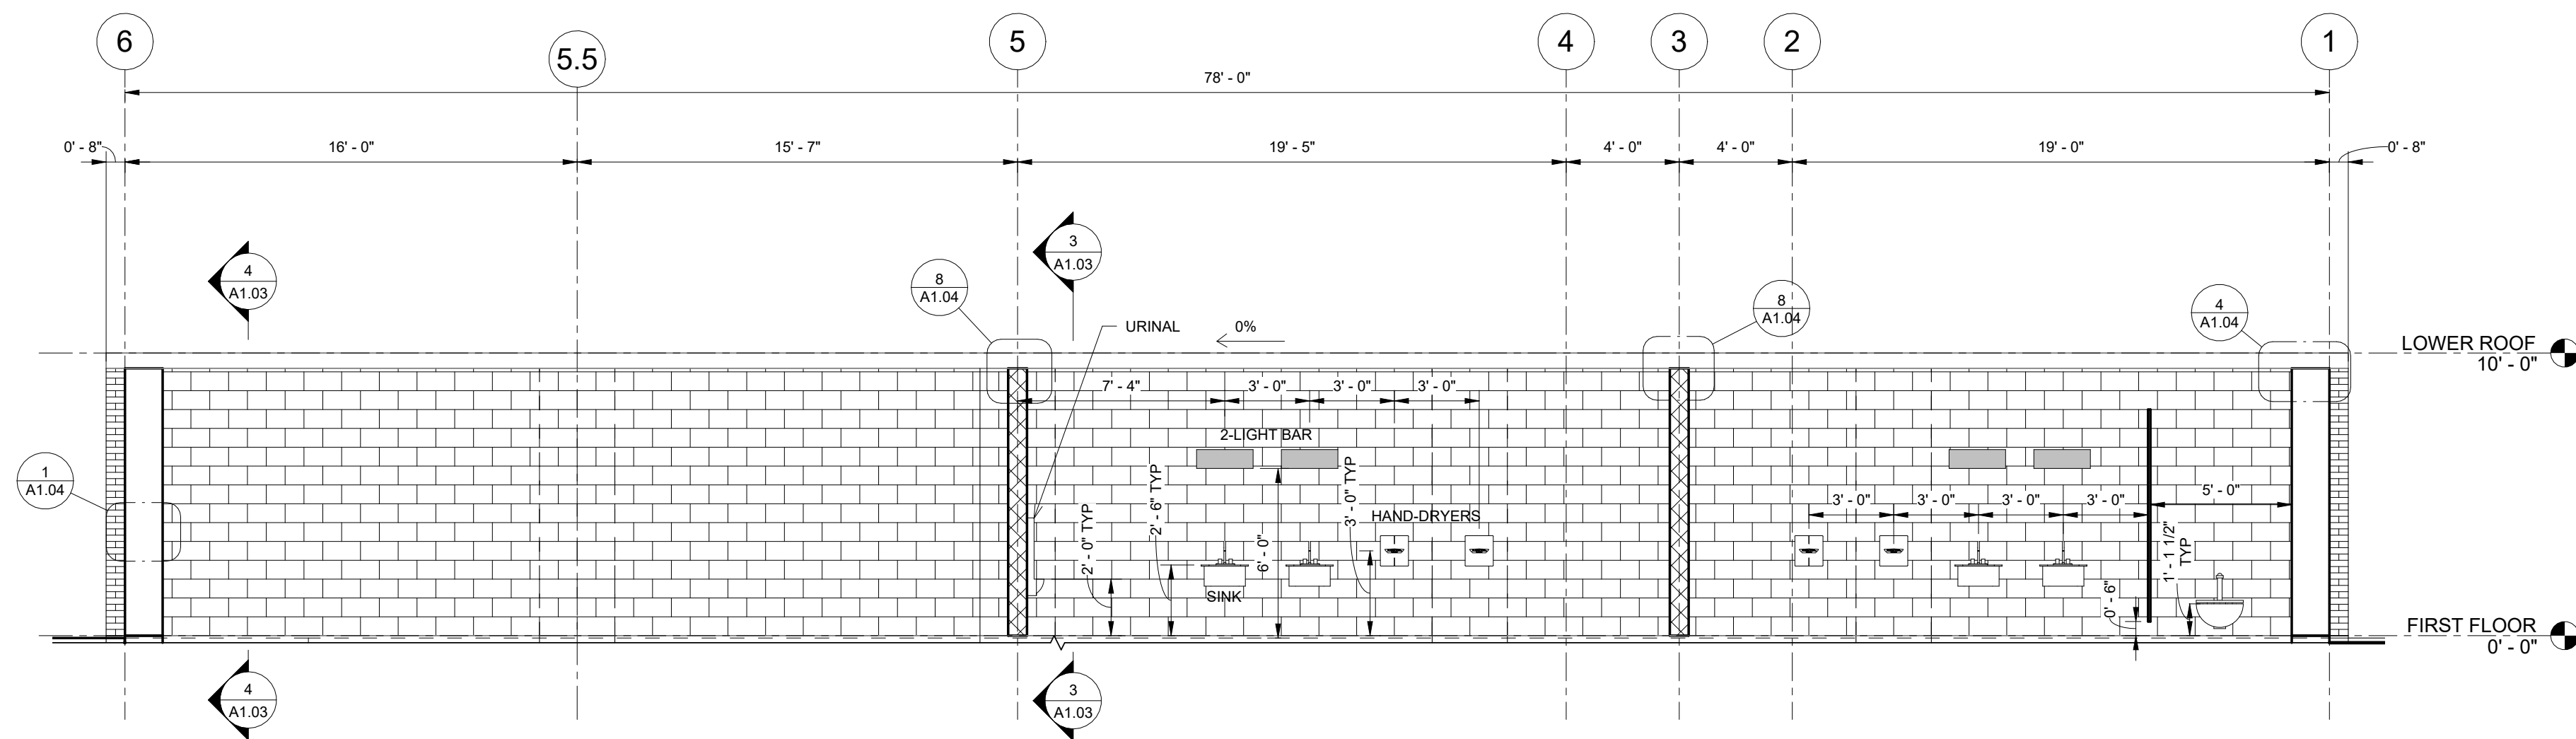 6
5.5
5
4
3
2
1
78' - 0"
0' - 8"
16' - 0"
15' - 7"
19' - 5"
4' - 0"
4' - 0"
19' - 0"
0' - 8"
4
A1.03
8
A1.04
3
A1.03
URINAL
0%
8
A1.04
4
A1.04
LOWER ROOF
10' - 0"
7' - 4"
3' - 0"
3' - 0"
3' - 0"
2-LIGHT BAR
1
A1.04
2' - 0" TYP
2' - 6" TYP
6' - 0"
3' - 0" TYP
HAND-DRYERS
SINK
3' - 0"
3' - 0"
3' - 0"
3' - 0"
5' - 0"
0' - 6"
1' - 1 1/2"
TYP
FIRST FLOOR
0' - 0"
4
A1.03
3
A1.03